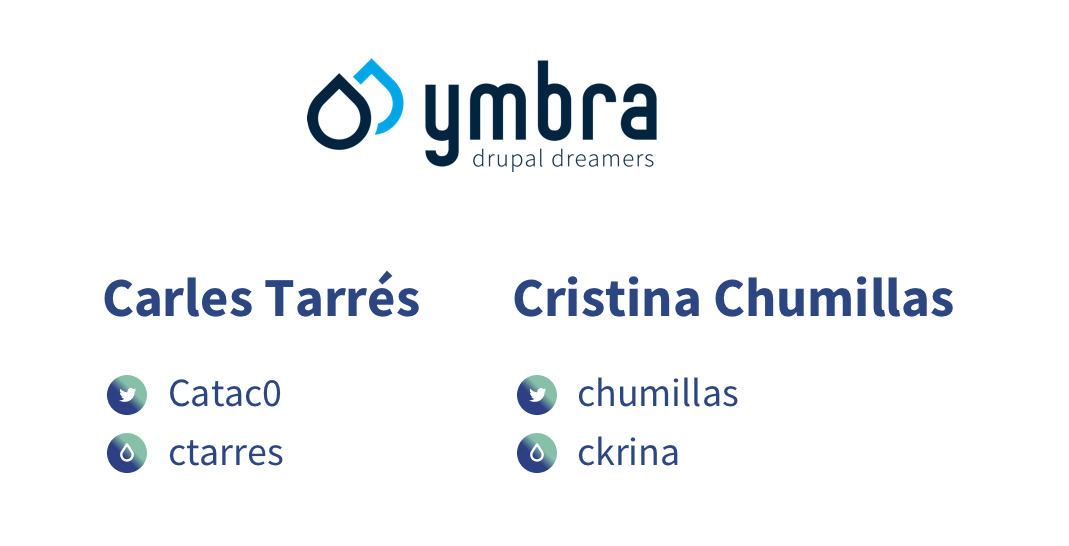 ymbra
drupal dreamers
Carles Tarrés
Catac0
ctarres
Cristina Chumillas
chumillas
ckrina